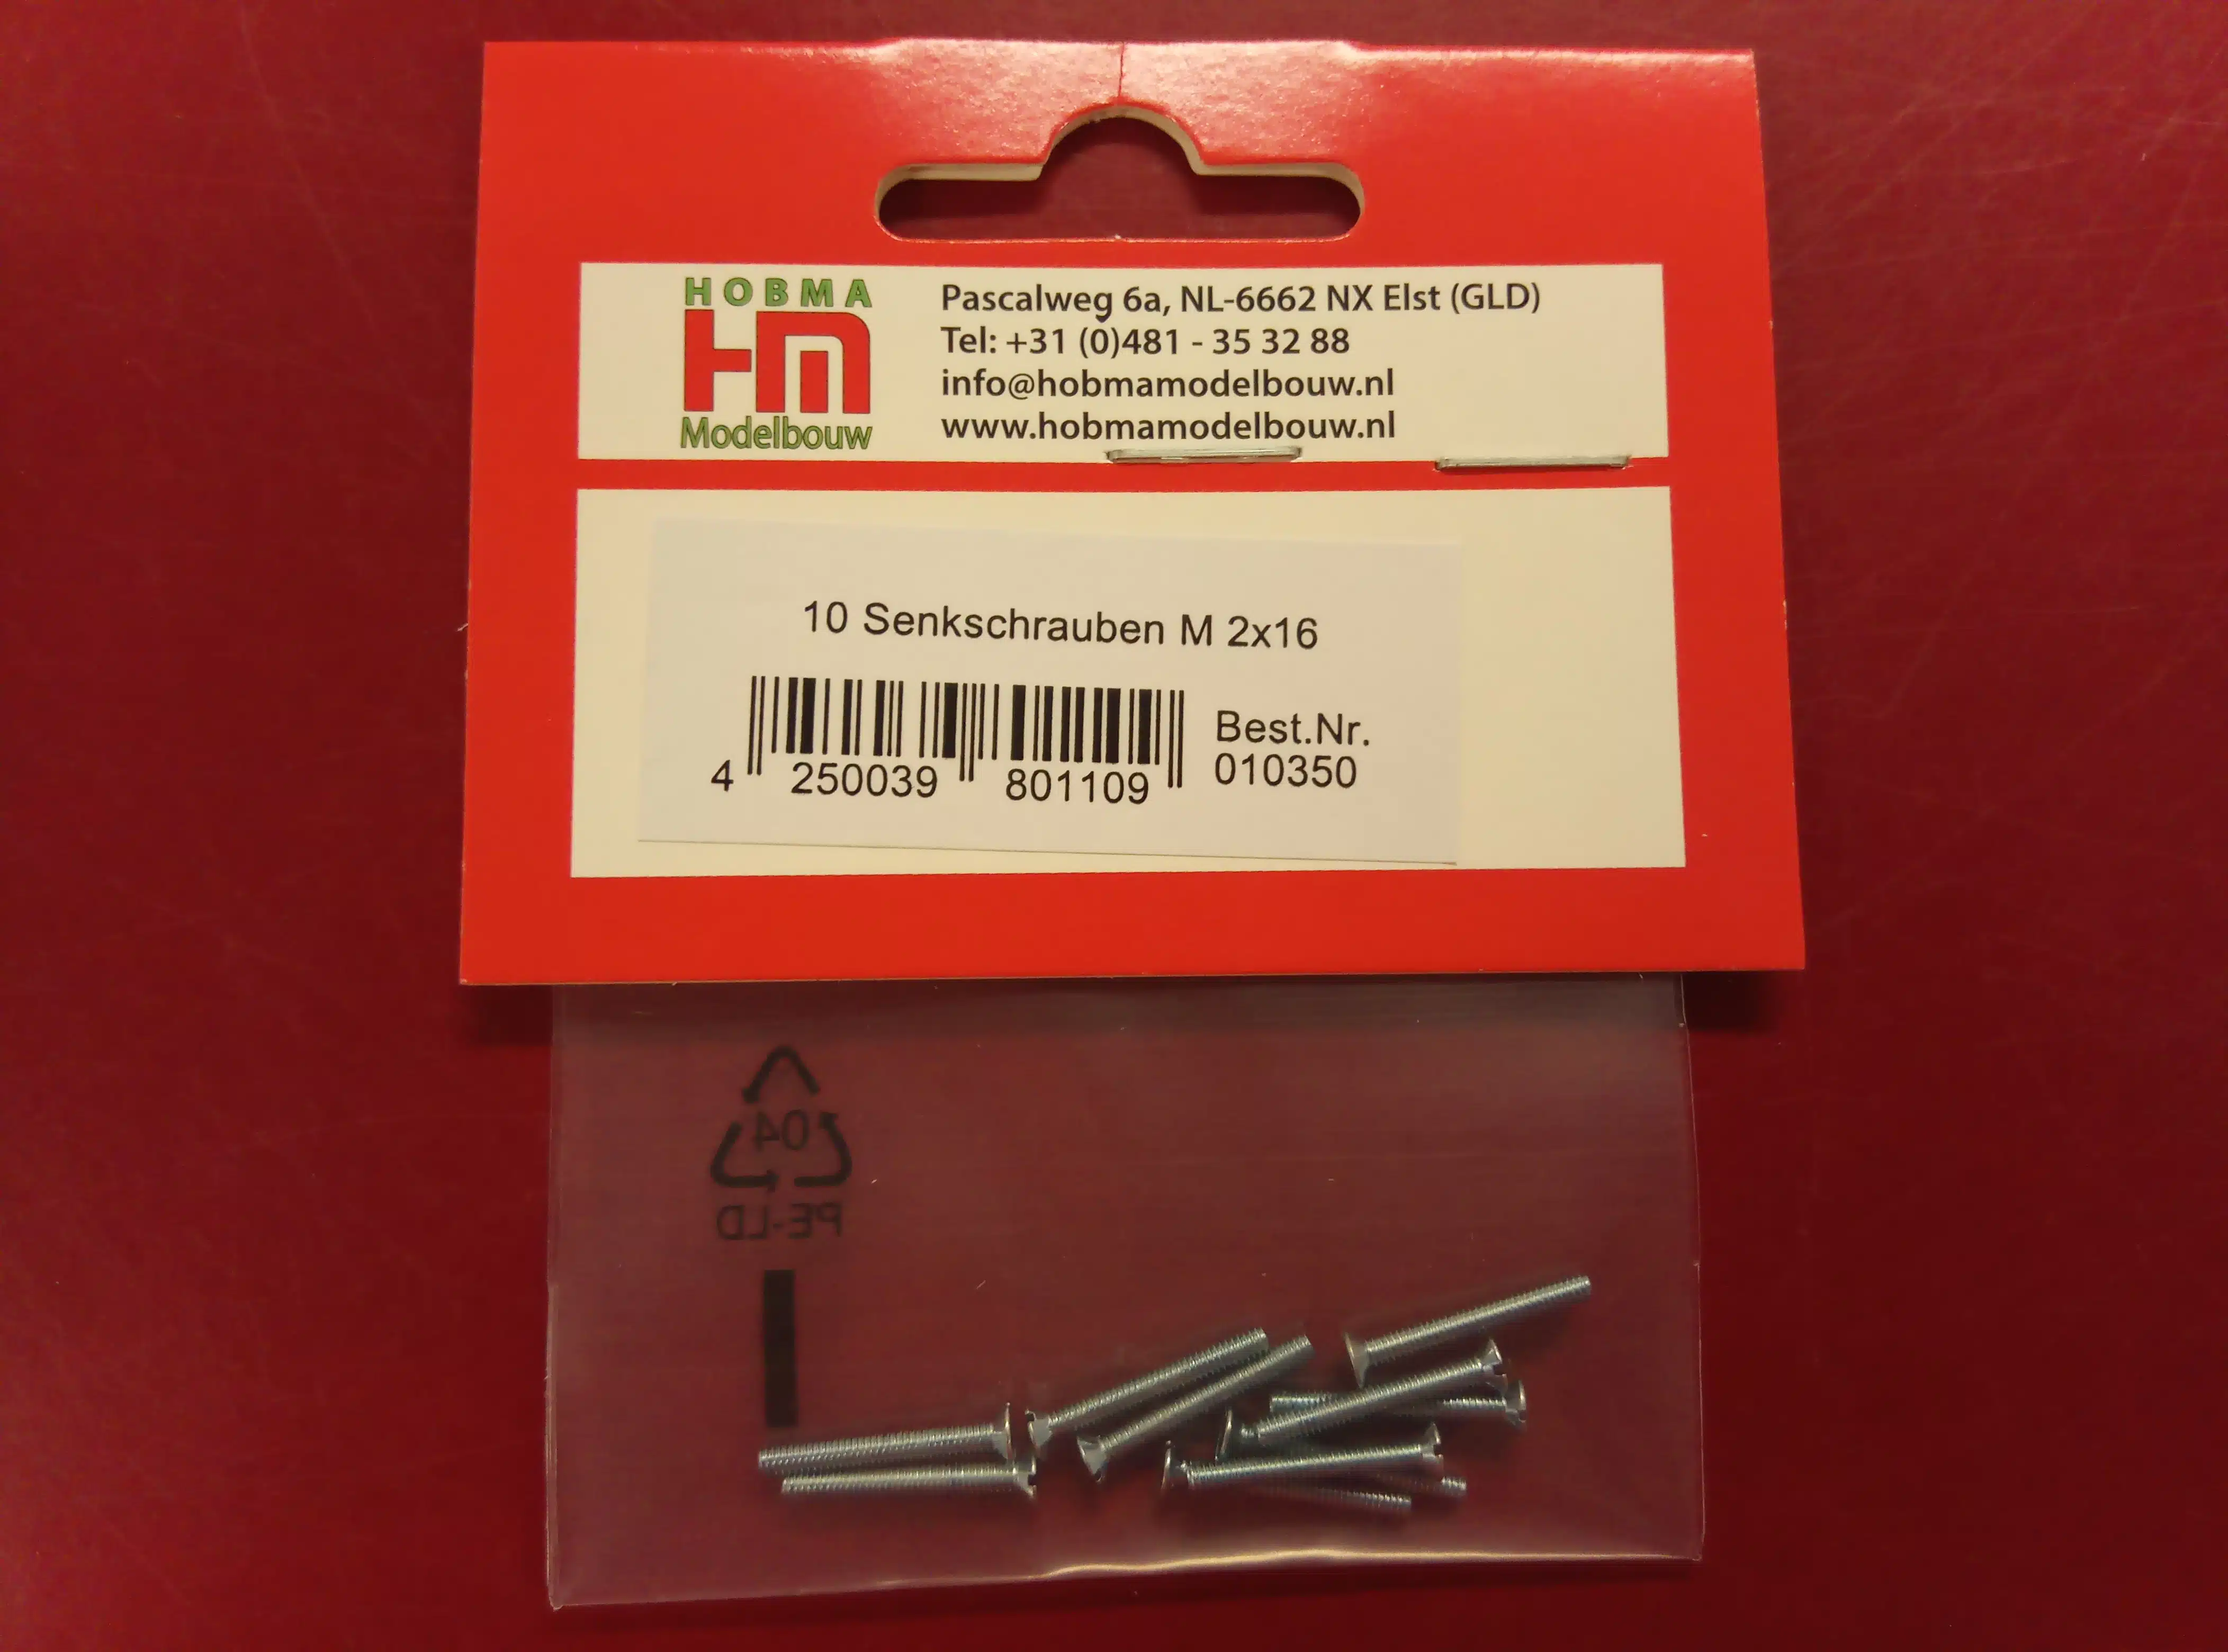 HOBMA
HM
Modelbouw
Pascalweg 6a, NL-6662 NX Elst (GLD)
Tel: +31 (0)481 - 35 32 88
info@hobmamodelbouw.nl
www.hobmamodelbouw.nl
10 Senkschrauben M 2x16
4 250039 801109
Best.Nr.
010350
04
PE-LD